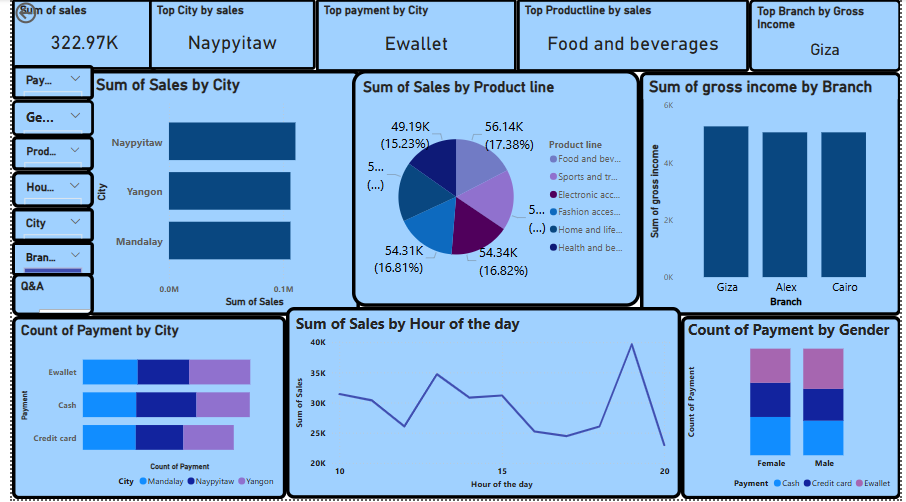 Sum of sales
322.97K
Top City by sales
Naypyitaw
Top payment by City
Ewallet
Top Productline by sales
Food and beverages
Top Branch by Gross
Income
Giza
Pay...
Ge...
Prod...
Hou...
City
Bran...
Q&A
Sum of Sales by City
City
Naypyitaw
Yangon
Mandalay
0.0M
0.1M
Sum of Sales
Sum of Sales by Product line
49.19K
(15.23%)
56.14K
(17.38%)
5...
(...)
5...
(...)
54.31K
(16.81%)
54.34K
(16.82%)
Product line
Food and bev...
Sports and tr...
Electronic acc...
Fashion acces...
Home and life...
Health and be...
Sum of gross income by Branch
Sum of gross income
6K
4K
2K
0K
Giza
Alex
Cairo
Branch
Count of Payment by City
Payment
Ewallet
Cash
Credit card
Count of Payment
City
Mandalay
Naypyitaw
Yangon
Sum of Sales by Hour of the day
Sum of Sales
40K
35K
30K
25K
20K
10
15
20
Hour of the day
Count of Payment by Gender
Count of Payment
Female
Male
Payment
Cash
Credit card
Ewallet